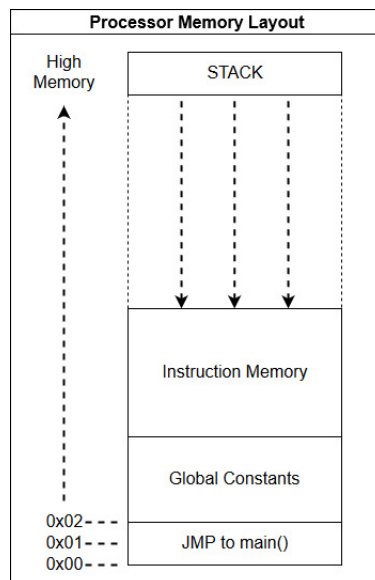 Processor Memory Layout
High
Memory
STACK
Instruction Memory
Global Constants
0x02
0x01
JMP to main()
0x00